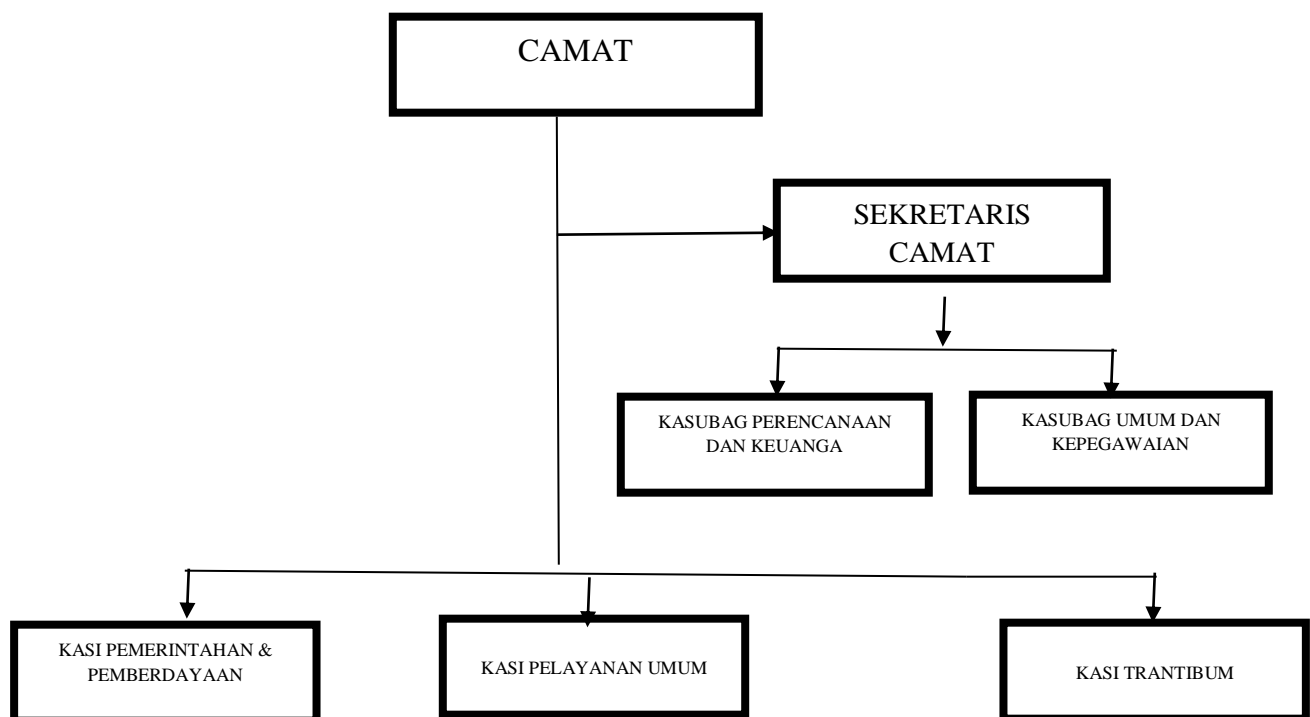 CAMAT
SEKRETARIS
CAMAT
KASUBAG PERENCANAAN
DAN KEUANGA
KASUBAG UMUM DAN
KEPEGAWAIAN
KASI PEMERINTAHAN &
PEMBERDAYAAN
KASI PELAYANAN UMUM
KASI TRANTIBUM